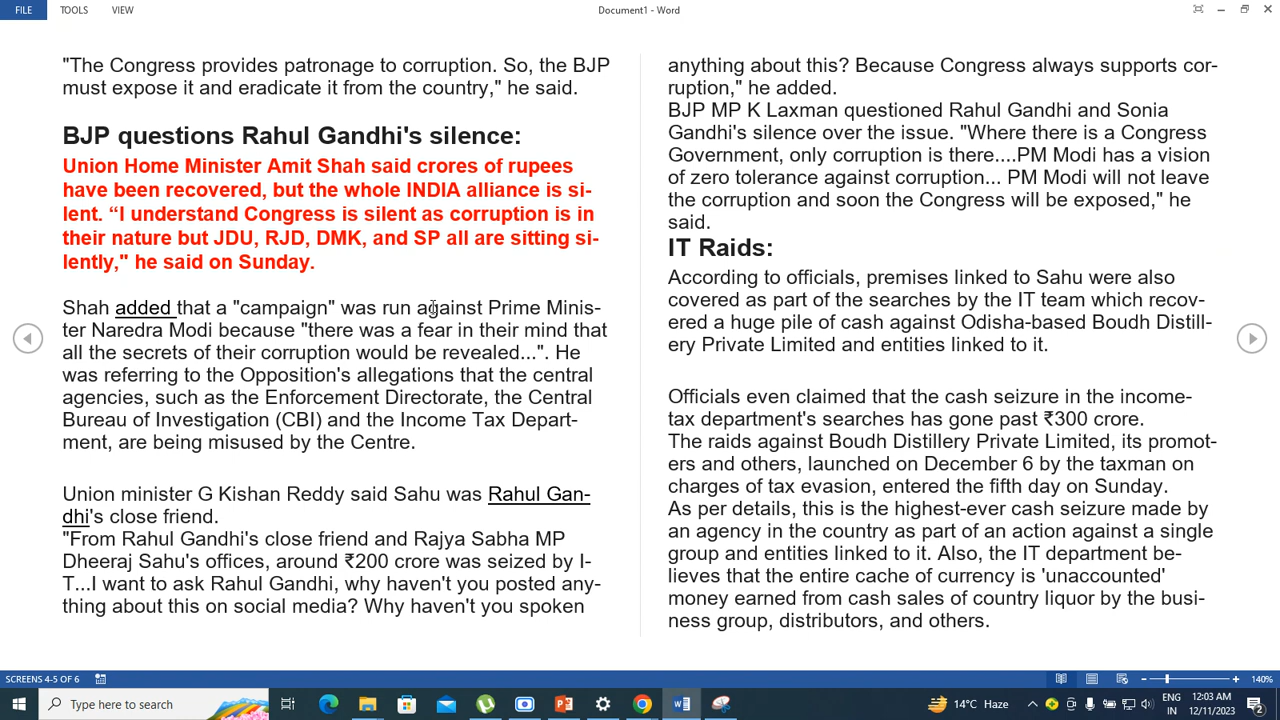 FILE TOOLS VIEW Document1 - Word
"The Congress provides patronage to corruption. So, the BJP
must expose it and eradicate it from the country," he said.
BJP questions Rahul Gandhi's silence:
Union Home Minister Amit Shah said crores of rupees
have been recovered, but the whole INDIA alliance is si-
lent. “I understand Congress is silent as corruption is in
their nature but JDU, RJD, DMK, and SP all are sitting si-
lently," he said on Sunday.
Shah added that a "campaign" was run against Prime Minis-
ter Naredra Modi because "there was a fear in their mind that
all the secrets of their corruption would be revealed...". He
was referring to the Opposition's allegations that the central
agencies, such as the Enforcement Directorate, the Central
Bureau of Investigation (CBI) and the Income Tax Depart-
ment, are being misused by the Centre.
Union minister G Kishan Reddy said Sahu was Rahul Gan-
dhi's close friend.
"From Rahul Gandhi's close friend and Rajya Sabha MP
Dheeraj Sahu's offices, around ₹200 crore was seized by I-
T...I want to ask Rahul Gandhi, why haven't you posted any-
thing about this on social media? Why haven't you spoken
anything about this? Because Congress always supports cor-
ruption," he added.
BJP MP K Laxman questioned Rahul Gandhi and Sonia
Gandhi's silence over the issue. "Where there is a Congress
Government, only corruption is there....PM Modi has a vision
of zero tolerance against corruption... PM Modi will not leave
the corruption and soon the Congress will be exposed," he
said.
IT Raids:
According to officials, premises linked to Sahu were also
covered as part of the searches by the IT team which recov-
ered a huge pile of cash against Odisha-based Boudh Distill-
ery Private Limited and entities linked to it.
Officials even claimed that the cash seizure in the income-
tax department's searches has gone past ₹300 crore.
The raids against Boudh Distillery Private Limited, its promot-
ers and others, launched on December 6 by the taxman on
charges of tax evasion, entered the fifth day on Sunday.
As per details, this is the highest-ever cash seizure made by
an agency in the country as part of an action against a single
group and entities linked to it. Also, the IT department be-
lieves that the entire cache of currency is 'unaccounted'
money earned from cash sales of country liquor by the busi-
ness group, distributors, and others.
SCREENS 4-5 OF 6 140%
Type here to search 14°C Haze ENG 12:03 AM
IN 12/11/2023 2